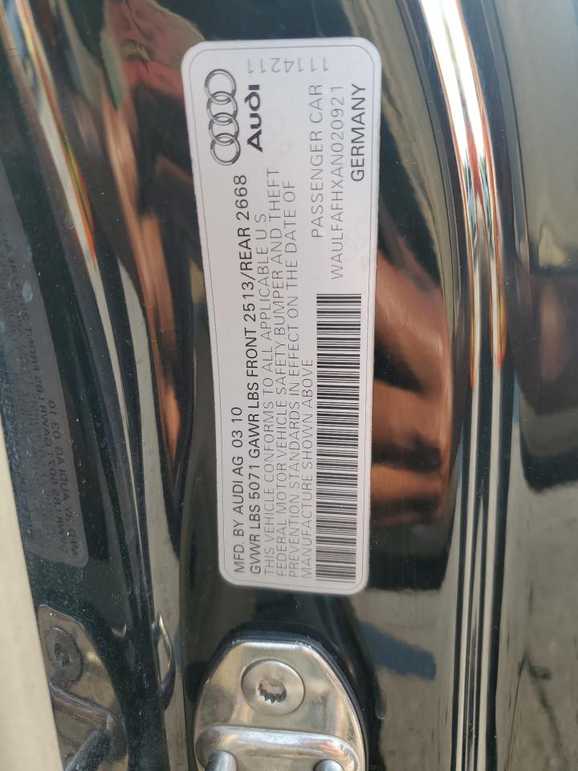 MFD. BY AUDI AG 03 10
GVWR LBS 5071 GAWR LBS FRONT 2513/REAR 2668
THIS VEHICLE CONFORMS TO ALL APPLICABLE U S
FEDERAL MOTOR VEHICLE SAFETY BUMPER AND THEFT
PREVENTION STANDARDS IN EFFECT ON THE DATE OF
MANUFACTURE SHOWN ABOVE
PASSENGER CAR
WAULFAFHXAN020921
GERMANY
Audi
1114211